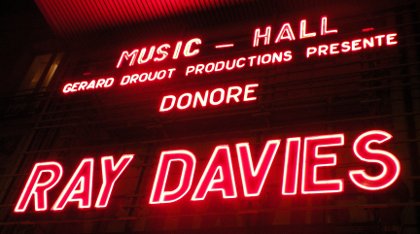 MUSIC - HALL
GERARD DROUOT PRODUCTIONS PRESENTE
DONORE
RAY DAVIES